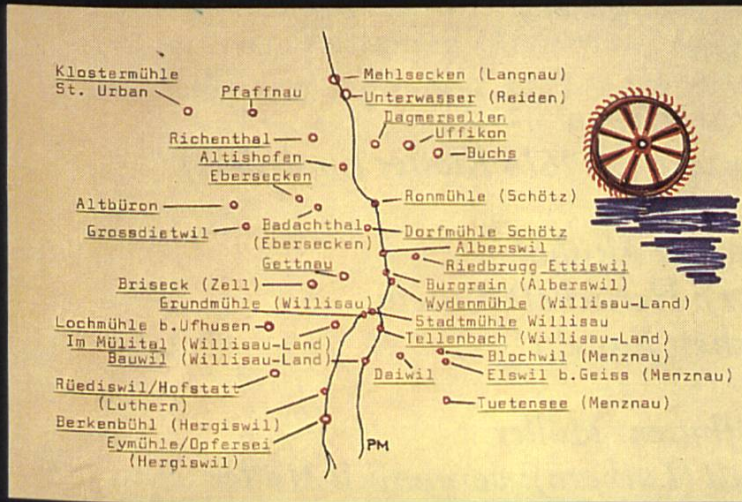 Klostermühle
St. Urban
Pfaffnau
Richenthal
Altishofen
Ebersecken
Altbüron
Grossdietwil
Badachthal
(Ebersecken)
Gettnau
Briseck (Zell)
Grundmühle (Willisau)
Lochmühle b.Ufhusen
Im Mülital (Willisau-Land)
Bauwil (Willisau-Land)
Rüediswil/Hofstatt
(Luthern)
Berkenbühl (Hergiswil)
Eymühle/Opfersei
(Hergiswil)
Mehlsecken (Langnau)
Unterwasser (Reiden)
Dagmersellen
Uffikon
Buchs
Ronmühle (Schötz)
Dorfmühle Schötz
Alberswil
Riedbrugg Ettiswil
Burgrain (Alberswil)
Wydenmühle (Willisau-Land)
Stadtmühle Willisau
Tellenbach (Willisau-Land)
Blochwil (Menznau)
Daiwil
Elswil b.Geiss (Menznau)
Tuetensee (Menznau)
PM